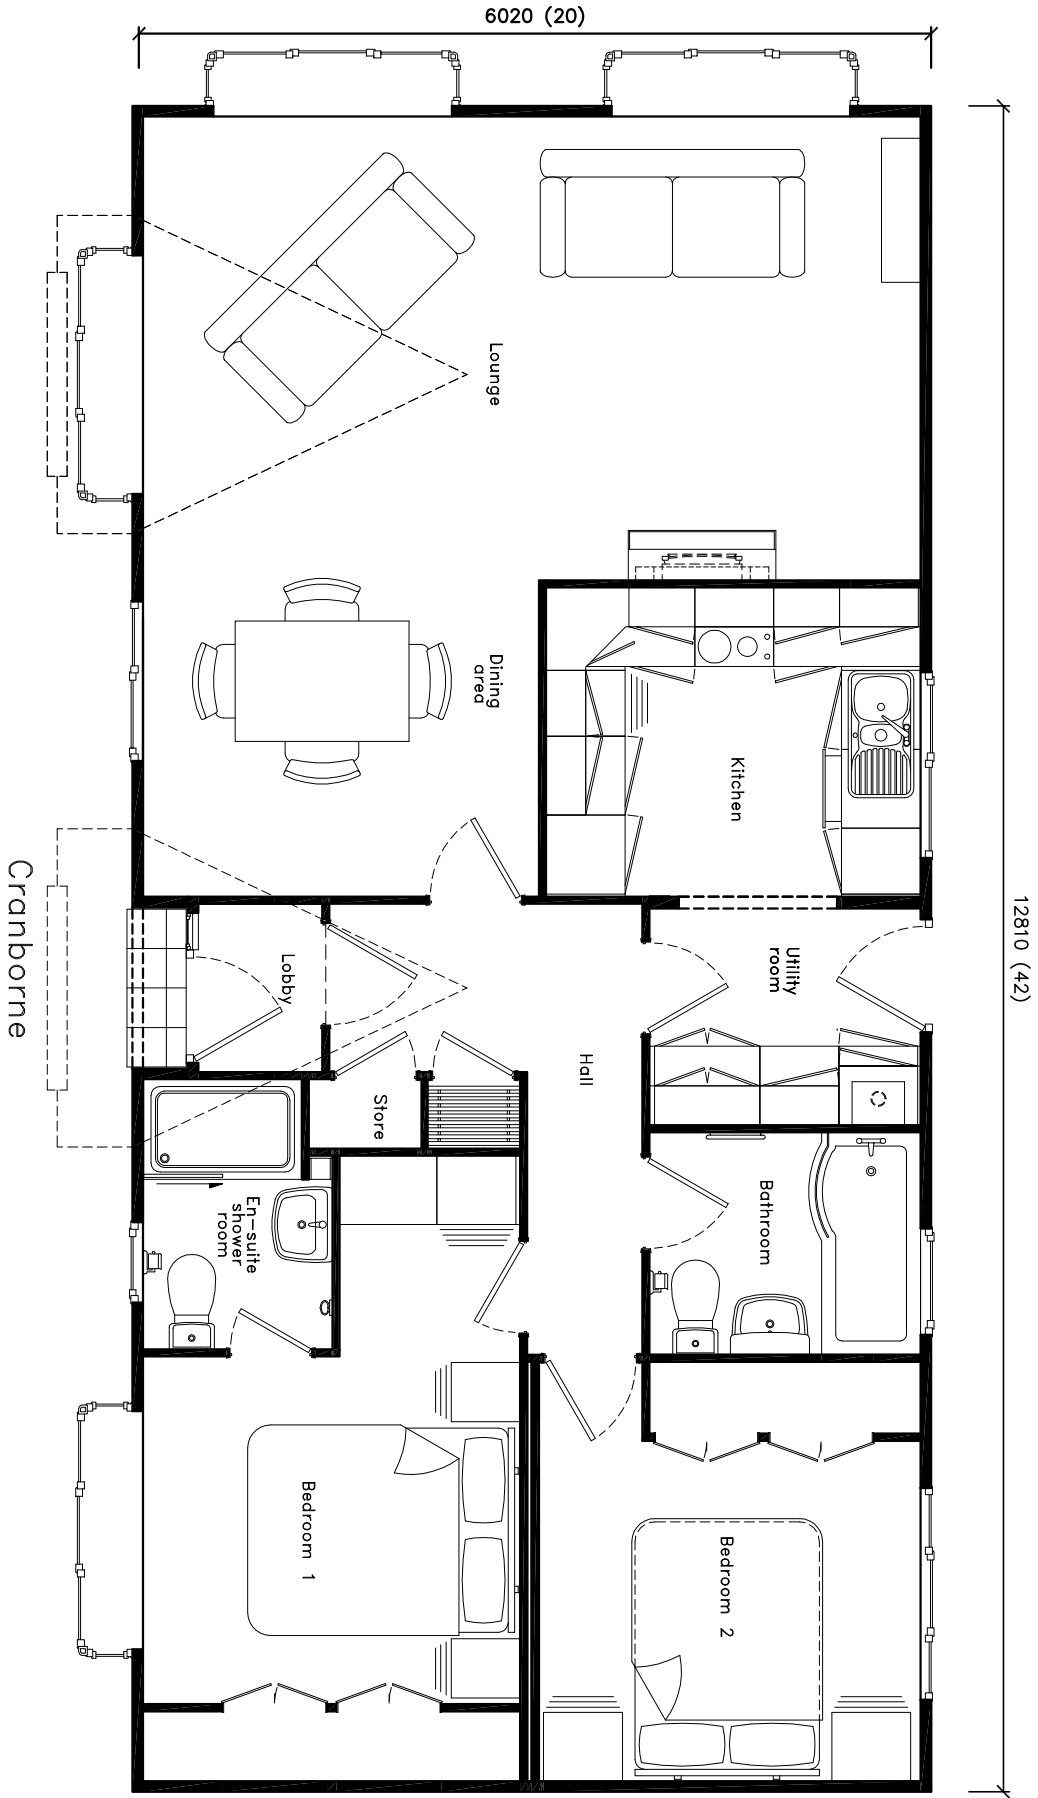 6020 (20)
12810 (42)
Lounge
Dining
area
Kitchen
Utility
room
Lobby
Hall
Store
Bathroom
En-suite
shower
room
Bedroom 1
Bedroom 2
Cranborne